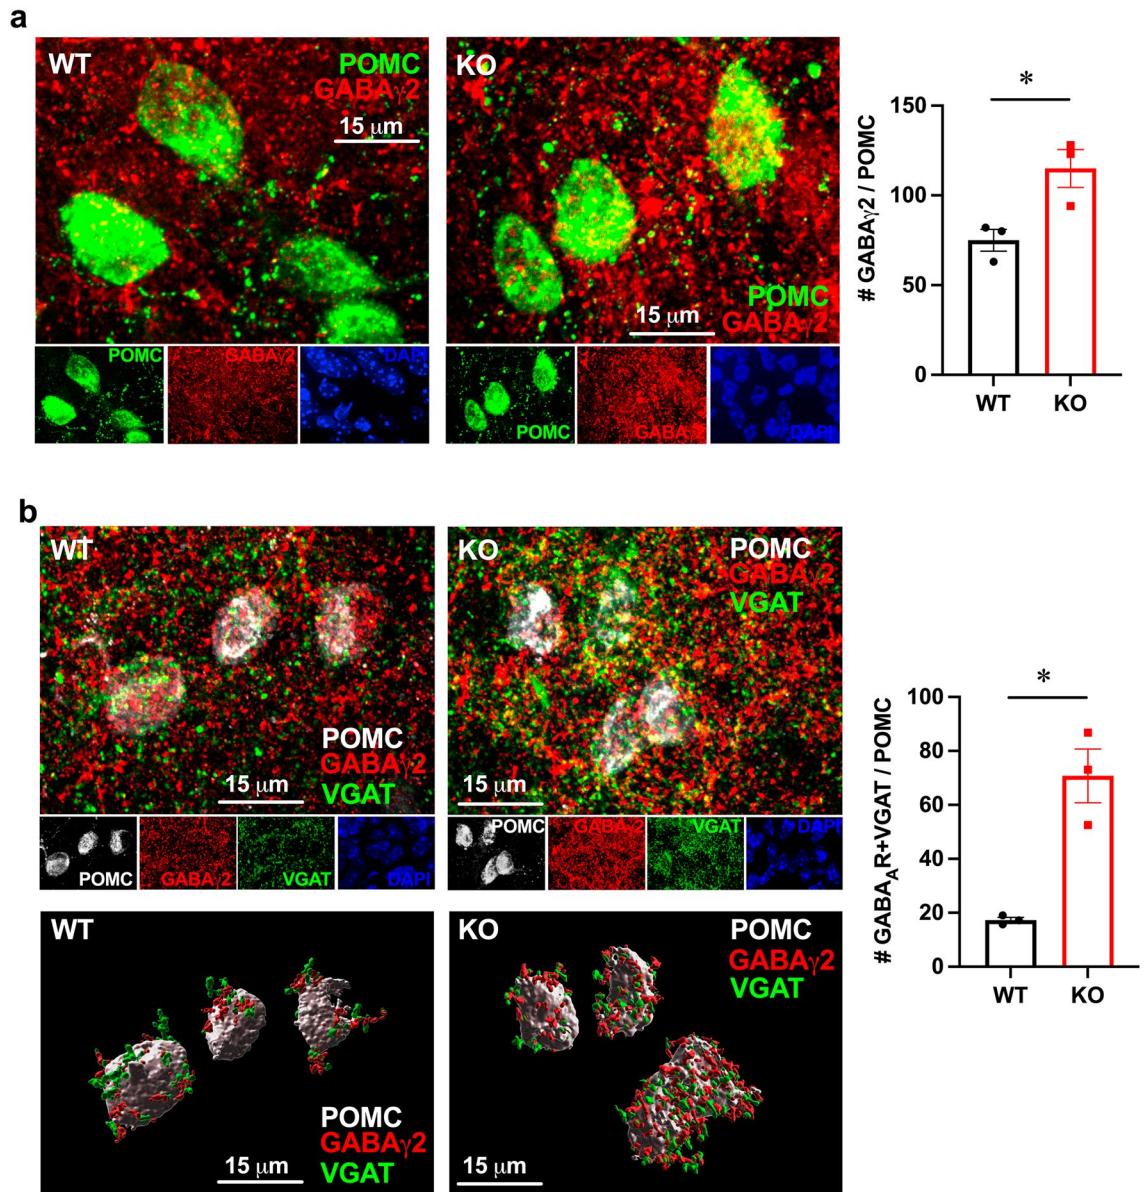 a
WT
POMC
GABAγ2
15 μm
KO
15 μm
POMC
GABAγ2
POMC
GABAγ2
DAPI
POMC
GABAγ2
DAPI
*
150
100
50
0
# GABAγ2 / POMC
WT
KO
b
WT
POMC
GABAγ2
VGAT
15 μm
KO
POMC
GABAγ2
VGAT
15 μm
POMC
GABAγ2
VGAT
DAPI
POMC
GABAγ2
VGAT
DAPI
*
100
80
60
40
20
0
# GABA_AR+VGAT / POMC
WT
KO
WT
POMC
GABAγ2
VGAT
15 μm
KO
POMC
GABAγ2
VGAT
15 μm